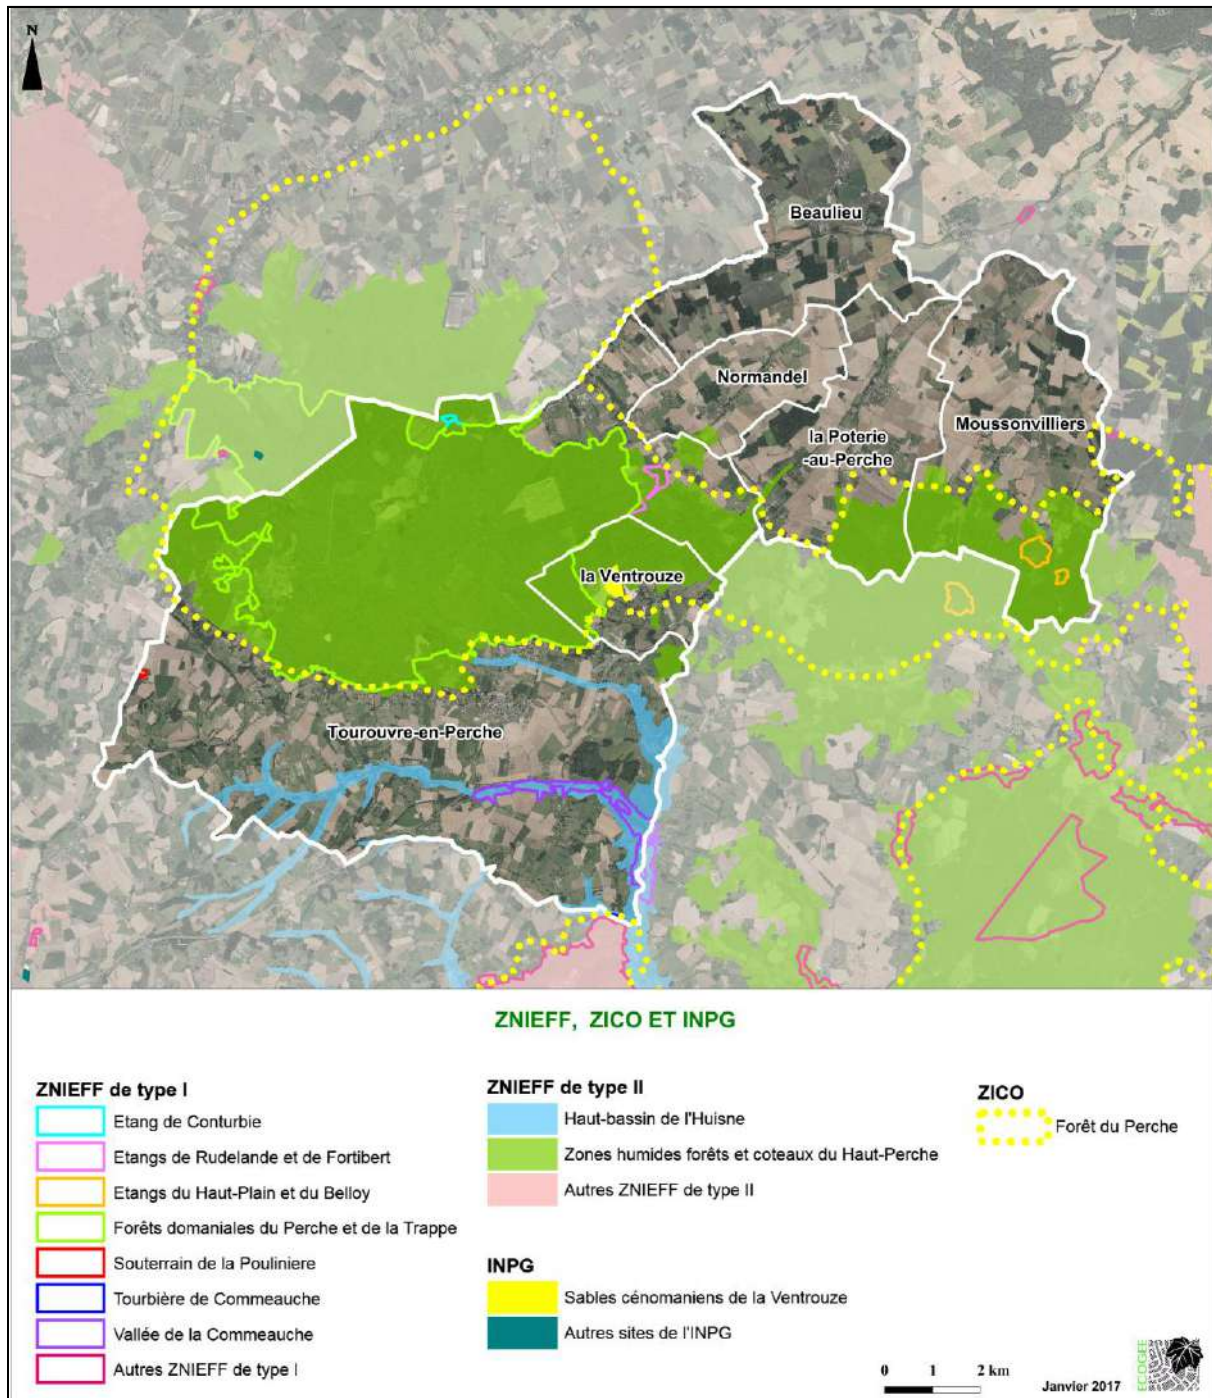 N
Beaulieu
Normandel
la Poterie
-au-Perche
Moussonvilliers
la Ventrouze
Tourouvre-en-Perche
ZNIEFF, ZICO ET INPG
ZNIEFF de type I
Etang de Conturbie
Etangs de Rudelande et de Fortibert
Etangs du Haut-Plain et du Belloy
Forêts domaniales du Perche et de la Trappe
Souterrain de la Pouliniere
Tourbière de Commeauche
Vallée de la Commeauche
Autres ZNIEFF de type I
ZNIEFF de type II
Haut-bassin de l'Huisne
Zones humides forêts et coteaux du Haut-Perche
Autres ZNIEFF de type II
INPG
Sables cénomaniens de la Ventrouze
Autres sites de l'INPG
ZICO
Forêt du Perche
0 1 2 km
Janvier 2017
ECOGEE